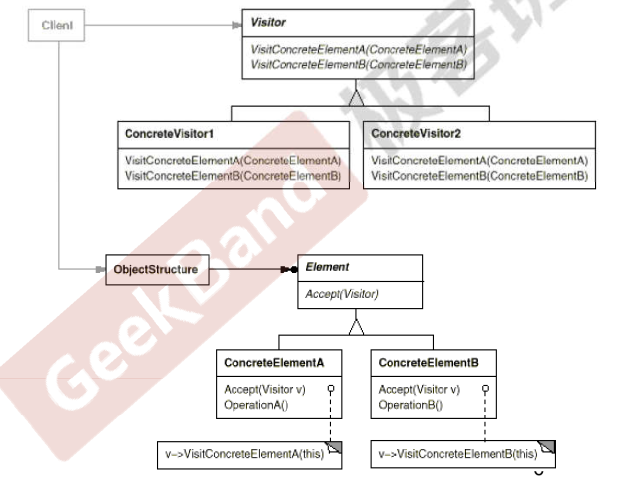 Client
Visitor
VisitConcreteElementA(ConcreteElementA)
VisitConcreteElementB(ConcreteElementB)
ConcreteVisitor1
VisitConcreteElementA(ConcreteElementA)
VisitConcreteElementB(ConcreteElementB)
ConcreteVisitor2
VisitConcreteElementA(ConcreteElementA)
VisitConcreteElementB(ConcreteElementB)
ObjectStructure
Element
Accept(Visitor)
ConcreteElementA
Accept(Visitor v)
OperationA()
ConcreteElementB
Accept(Visitor v)
OperationB()
v–>VisitConcreteElementA(this)
v–>VisitConcreteElementB(this)
GeekBand
极客班